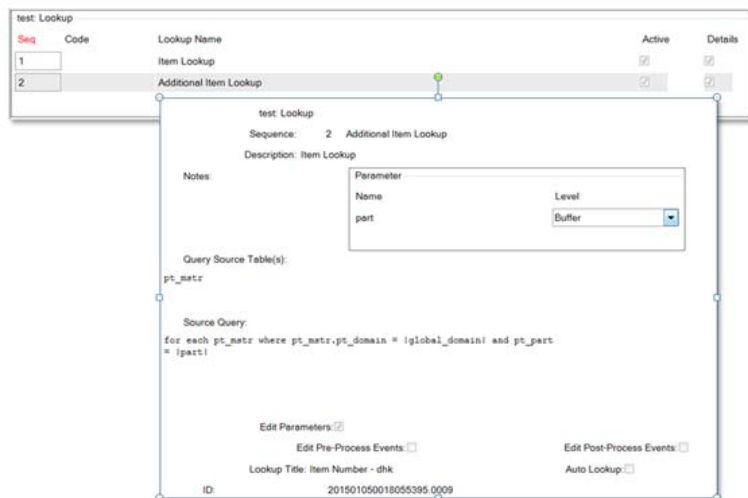 test: Lookup
Seq Code Lookup Name Active Details
1 Item Lookup
2 Additional Item Lookup
test: Lookup
Sequence: 2 Additional Item Lookup
Description: Item Lookup
Notes:
Parameter
Name Level
part Buffer
Query Source Table(s):
pt_mstr
Source Query:
for each pt_mstr where pt_mstr.pt_domain = |global_domain| and pt_part
= |part|
Edit Parameters:
Edit Pre-Process Events: Edit Post-Process Events:
Lookup Title: Item Number - dhk Auto Lookup:
ID: 201501050018055395.0009